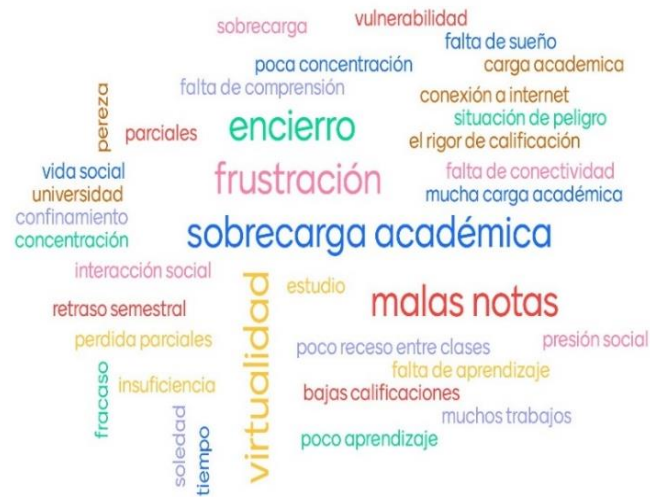 sobrecarga
vulnerabilidad
falta de sueño
poca concentración
carga academica
falta de comprensión
conexión a internet
pereza
parciales
encierro
situación de peligro
el rigor de calificación
vida social
frustración
falta de conectividad
universidad
mucha carga académica
confinamiento
concentración
sobrecarga académica
interacción social
virtualidad
estudio
retraso semestral
malas notas
perdida parciales
poco receso entre clases
presión social
fracaso
insuficiencia
falta de aprendizaje
bajas calificaciones
soledad
tiempo
muchos trabajos
poco aprendizaje